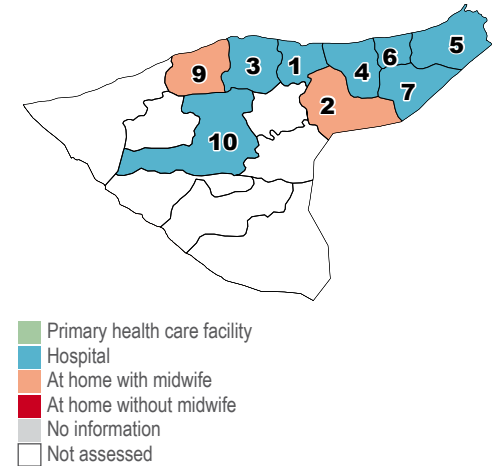 5
6
3
1
4
9
7
2
10
Primary health care facility
Hospital
At home with midwife
At home without midwife
No information
Not assessed